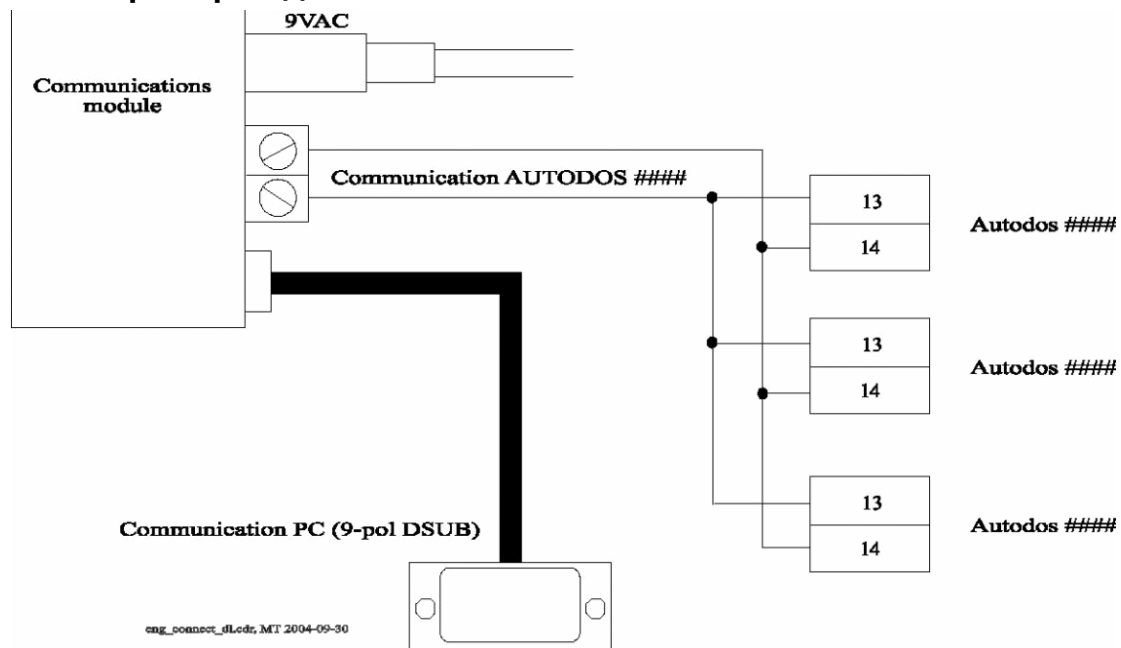 9VAC
Communications
module
Communication AUTODOS ####
13
14
Autodos ####
13
14
Autodos ####
13
14
Autodos ####
Communication PC (9-pol DSUB)
eng_connect_dl.cdr, MT 2004-09-30